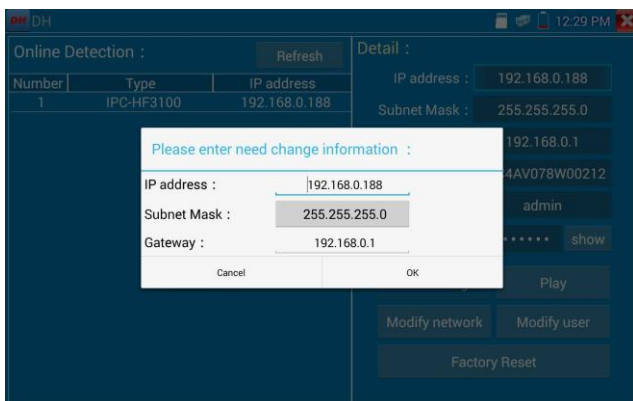 DH DH
12:29 PM
Online Detection :
Refresh
Number Type IP address
1 IPC-HF3100 192.168.0.188
Detail :
IP address : 192.168.0.188
Subnet Mask : 255.255.255.0
192.168.0.1
4AV078W00212
admin
show
Play
Modify network Modify user
Factory Reset
Please enter need change information :
IP address : 192.168.0.188
Subnet Mask : 255.255.255.0
Gateway : 192.168.0.1
Cancel OK